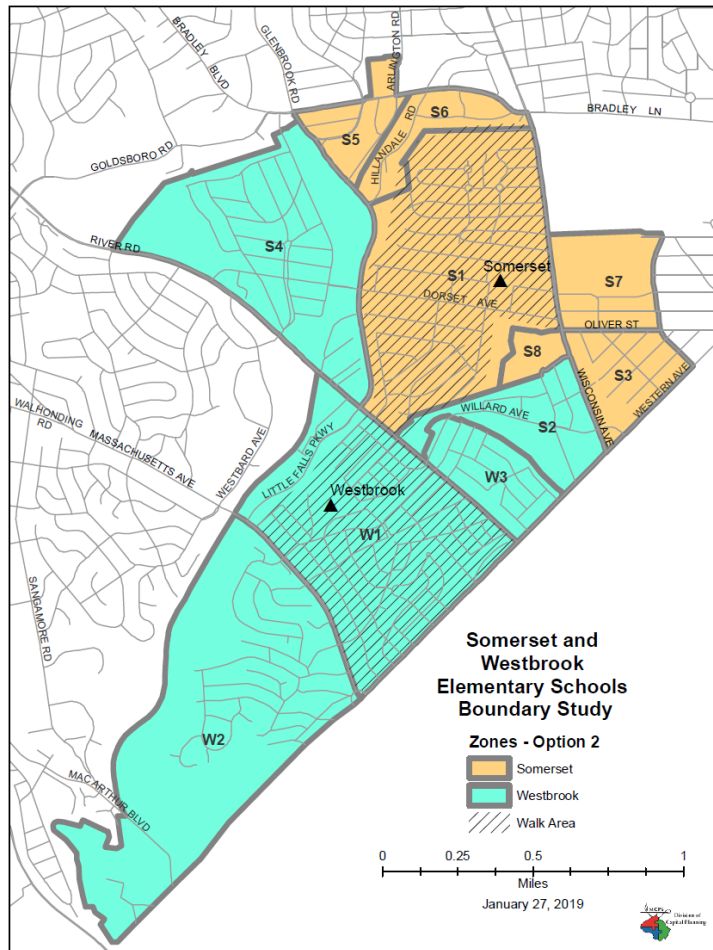 BRADLEY BLVD
GLENBROOK RD
ARLINGTON RD
BRADLEY LN
S6
S5
HILLANDALE RD
GOLDSBORO RD
RIVER RD
S4
S1
Somerset
DORSET AVE
S7
OLIVER ST
S8
S3
WISCONSIN AVE
WESTERN AVE
WILLARD AVE
S2
W3
WALHONDING RD
MASSACHUSETTS AVE
WESTBARD AVE
LITTLE FALLS PKWY
Westbrook
W1
SANGAMORE RD
W2
MAC ARTHUR BLVD
Somerset and
Westbrook
Elementary Schools
Boundary Study
Zones - Option 2
Somerset
Westbrook
Walk Area
0 0.25 0.5 1
Miles
January 27, 2019
Division of
Capital Planning